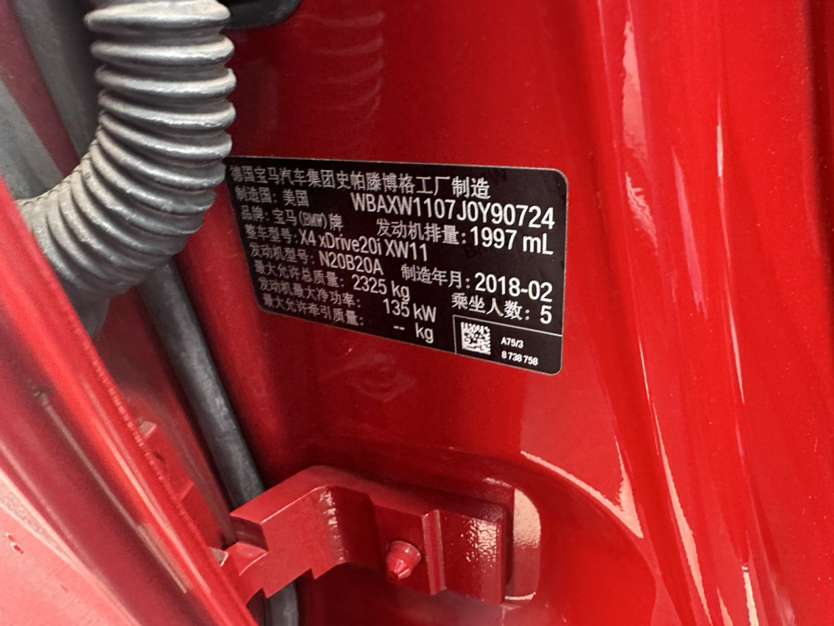 德国宝马汽车集团史帕滕博格工厂制造
制造国: 美国 WBAXW1107J0Y90724
品牌: 宝马(BMW)牌 发动机排量: 1997 mL
整车型号: X4 xDrive20i XW11
发动机型号: N20B20A 制造年月: 2018-02
最大允许总质量: 2325 kg 乘坐人数: 5
发动机最大净功率: 135 kW
最大允许牵引质量: -- kg
A75/3
8 738 758